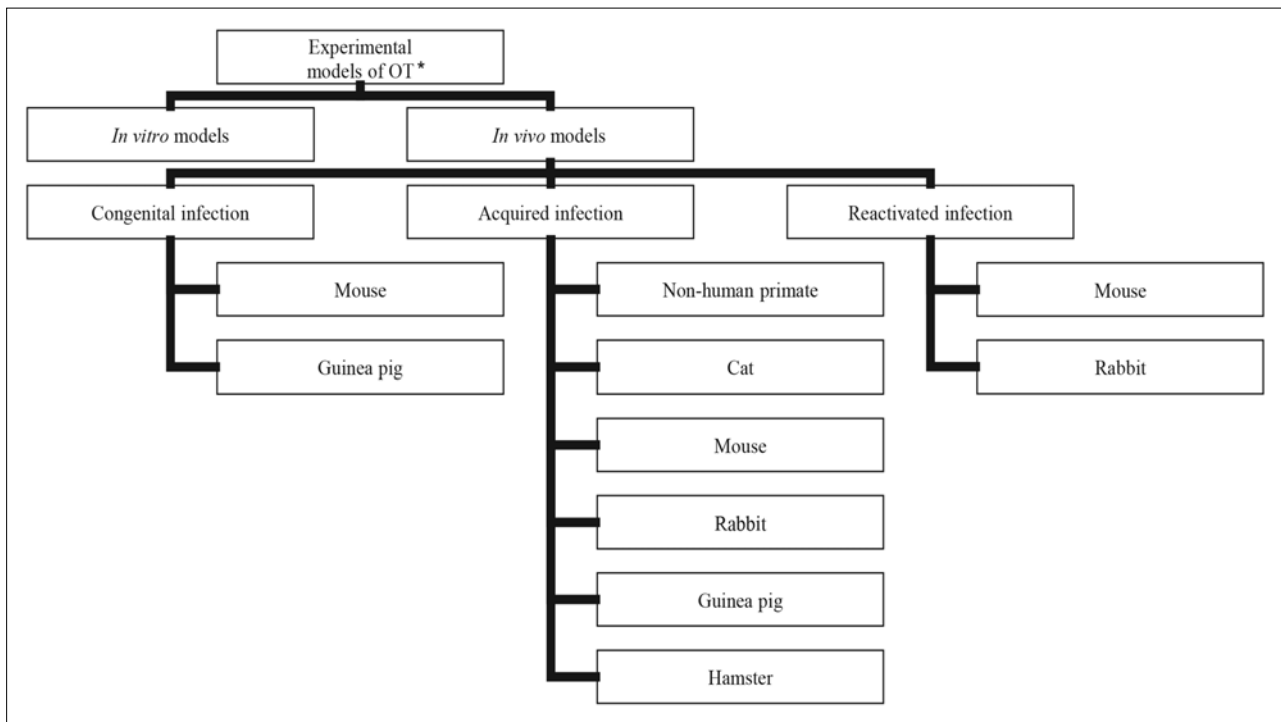 Experimental
models of OT*
In vitro models
In vivo models
Congenital infection
Acquired infection
Reactivated infection
Mouse
Non-human primate
Mouse
Guinea pig
Cat
Rabbit
Mouse
Rabbit
Guinea pig
Hamster